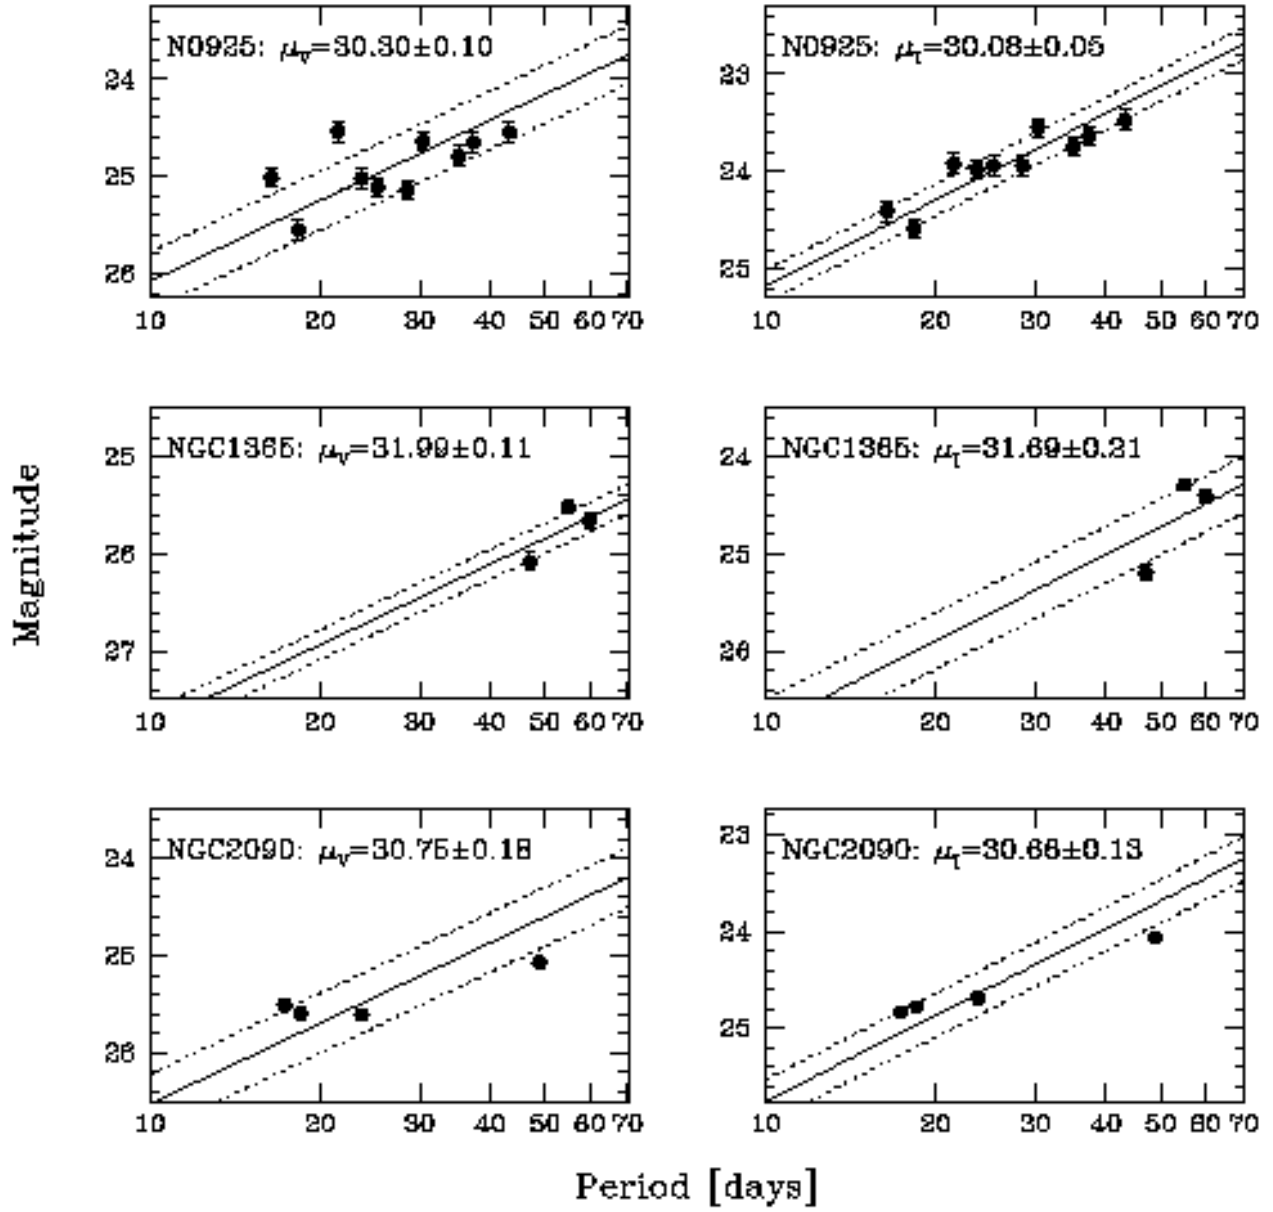 N0925: μV=30.30±0.10
24
25
26
10 20 30 40 50 60 70
N0925: μI=30.08±0.05
23
24
25
10 20 30 40 50 60 70
NGC1365: μV=31.99±0.11
25
26
27
10 20 30 40 50 60 70
NGC1365: μI=31.69±0.21
24
25
26
10 20 30 40 50 60 70
NGC2090: μV=30.75±0.18
24
25
26
10 20 30 40 50 60 70
NGC2090: μI=30.66±0.13
23
24
25
10 20 30 40 50 60 70
Magnitude
Period [days]